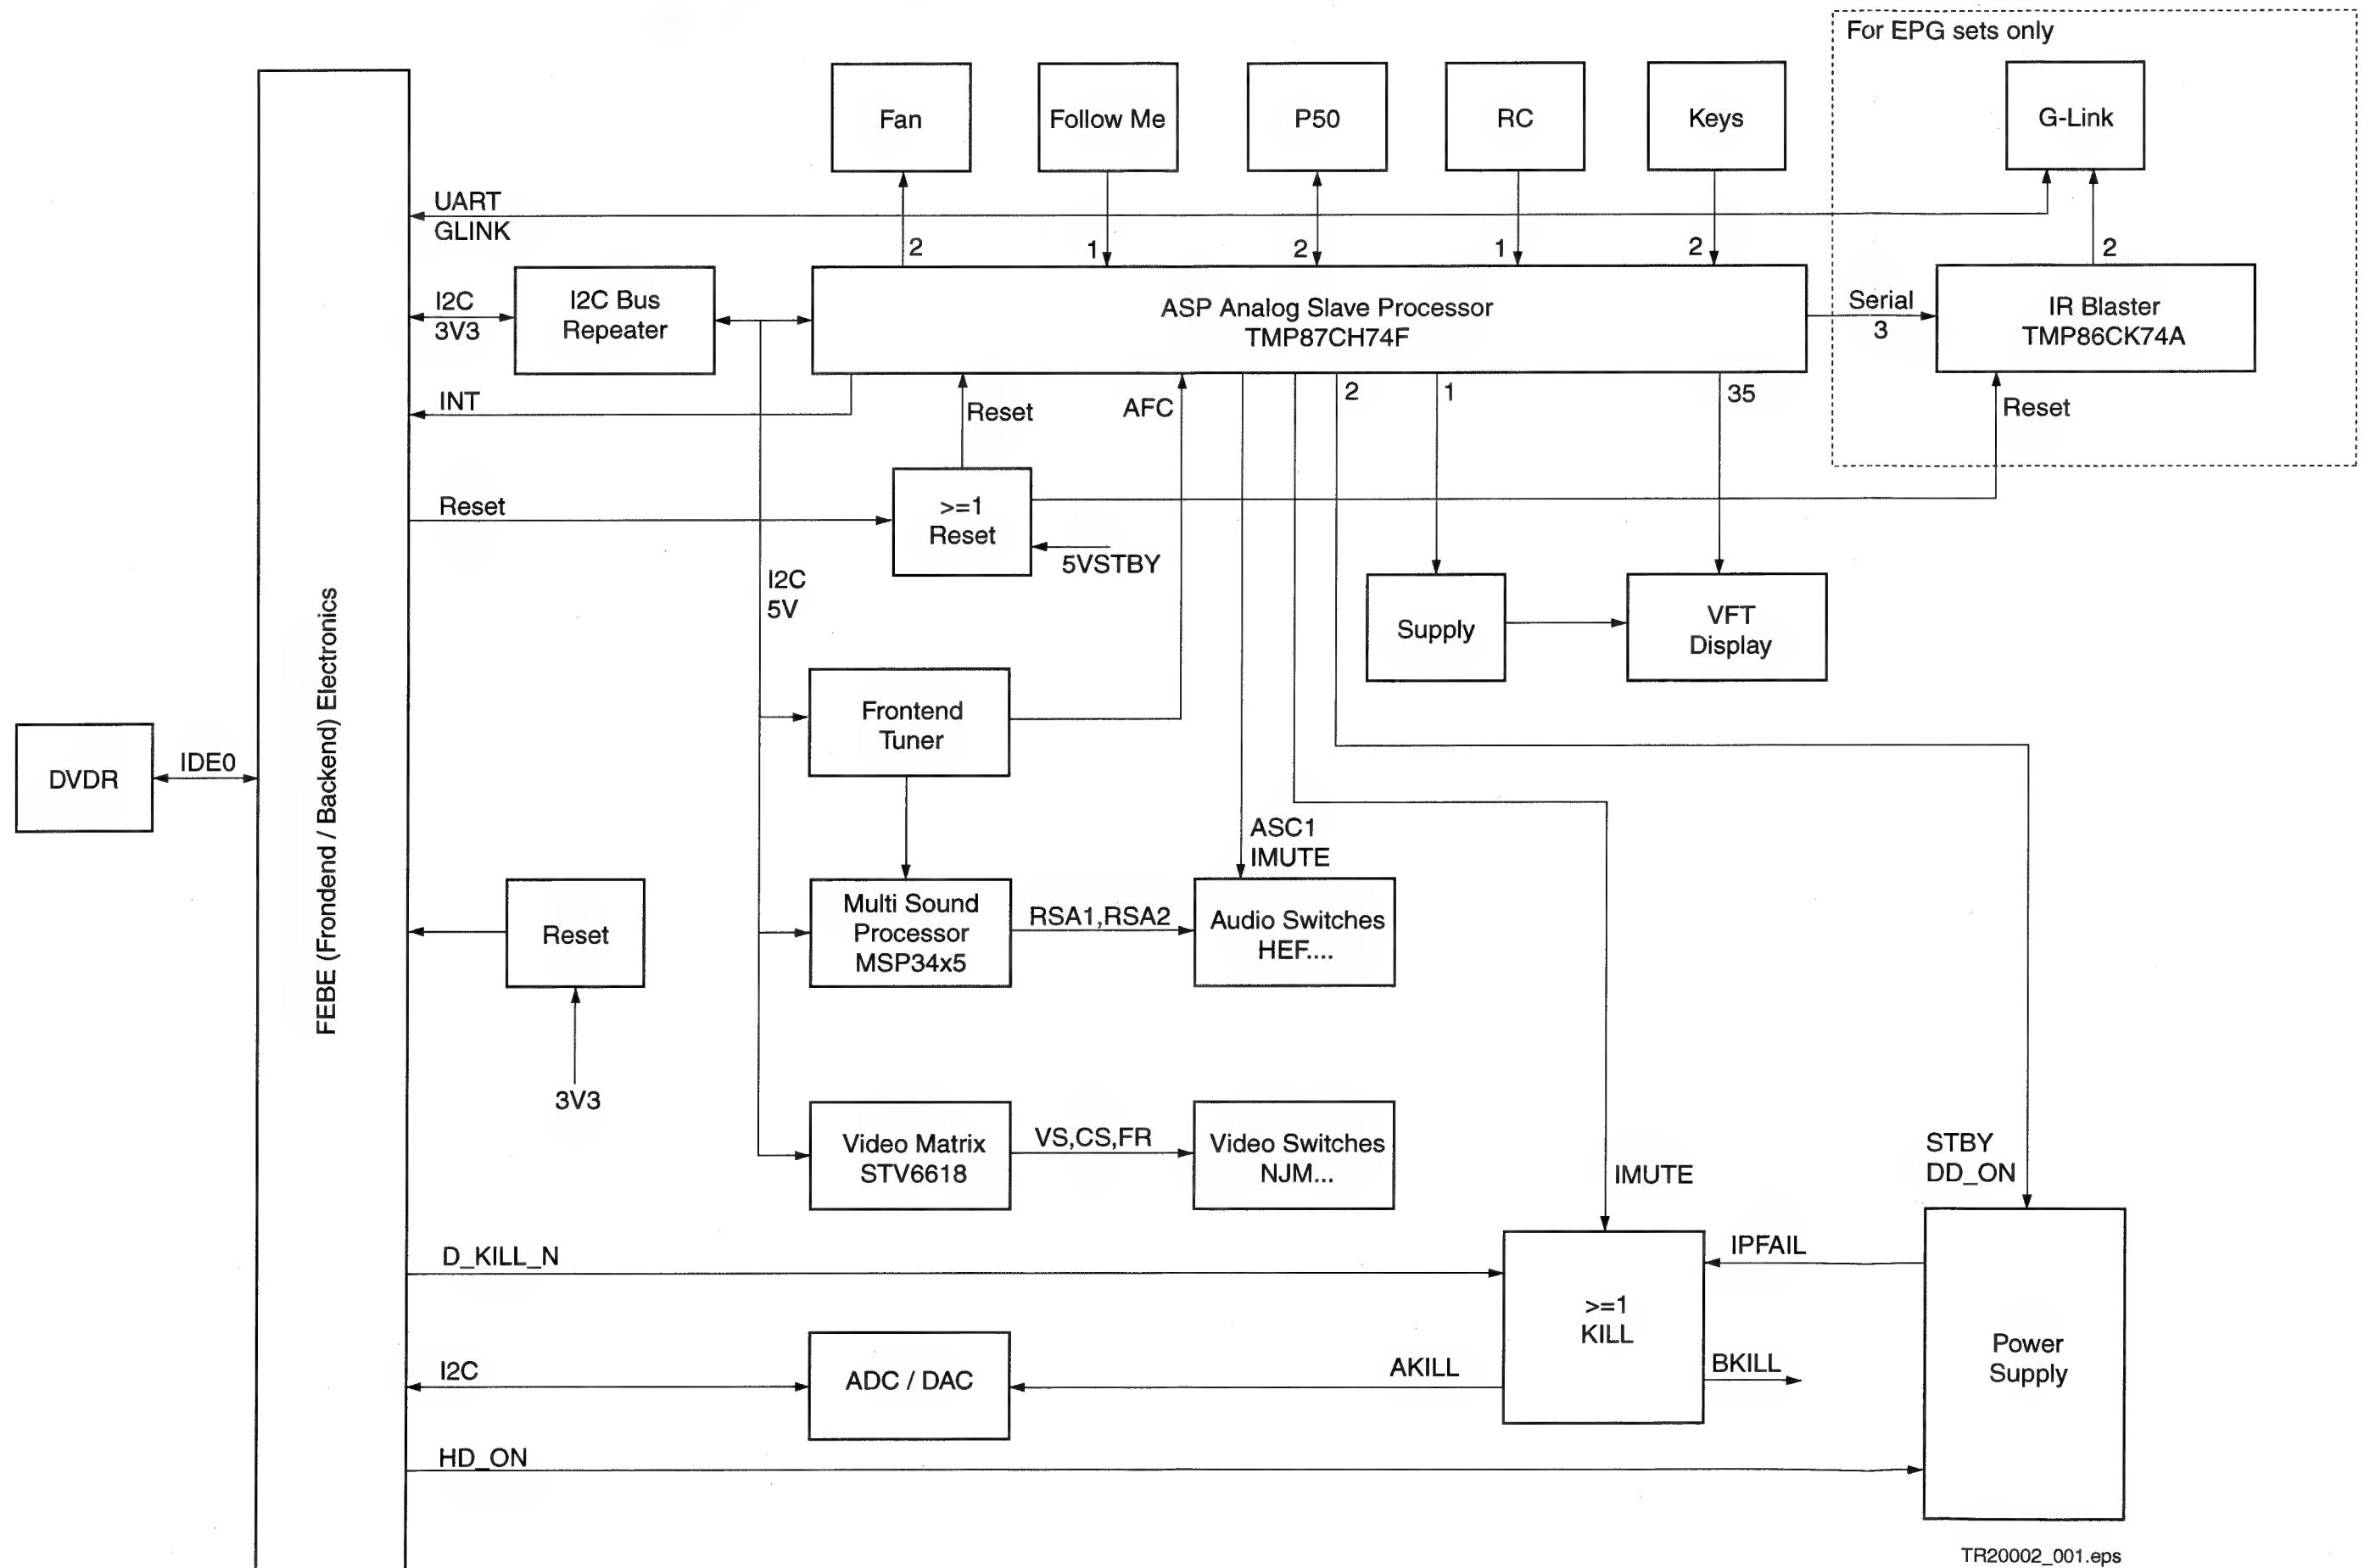 For EPG sets only
Fan
Follow Me
P50
RC
Keys
G-Link
UART
GLINK
2
1
2
1
2
2
I2C
3V3
I2C Bus
Repeater
ASP Analog Slave Processor
TMP87CH74F
Serial
3
IR Blaster
TMP86CK74A
INT
Reset
AFC
2
1
35
Reset
Reset
>=1
Reset
5VSTBY
I2C
5V
Supply
VFT
Display
FEBE (Frondend / Backend) Electronics
Frontend
Tuner
DVDR
IDE0
ASC1
IMUTE
Reset
Multi Sound
Processor
MSP34x5
RSA1,RSA2
Audio Switches
HEF....
3V3
Video Matrix
STV6618
VS,CS,FR
Video Switches
NJM...
IMUTE
STBY
DD_ON
D_KILL_N
IPFAIL
>=1
KILL
Power
Supply
I2C
ADC / DAC
AKILL
BKILL
HD_ON
TR20002_001.eps